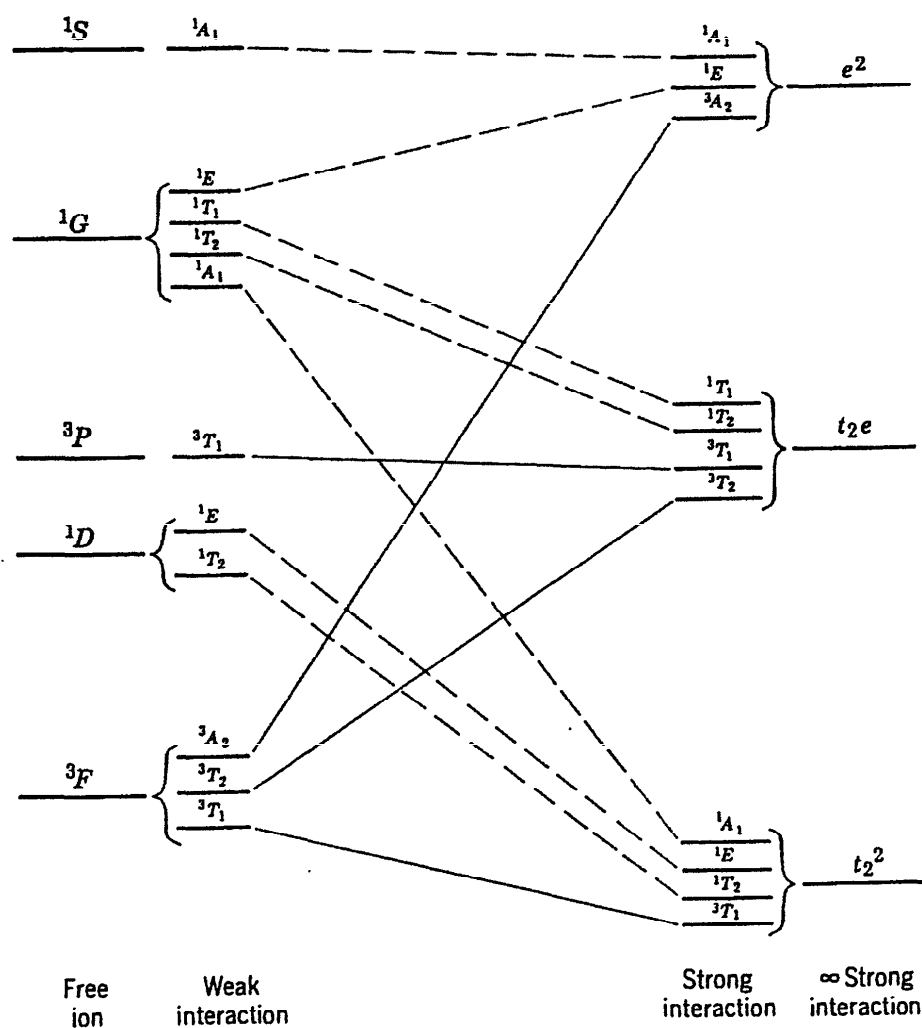 ¹S ¹A₁ ¹A₁ e²
¹E
³A₂
¹G ¹E
¹T₁
¹T₂
¹A₁
¹T₁ t₂e
¹T₂
³T₁
³T₂
³P ³T₁
¹D ¹E
¹T₂
³F ³A₂
³T₂
³T₁
¹A₁ t₂²
¹E
¹T₂
³T₁
Free Weak Strong ∞ Strong
ion interaction interaction interaction